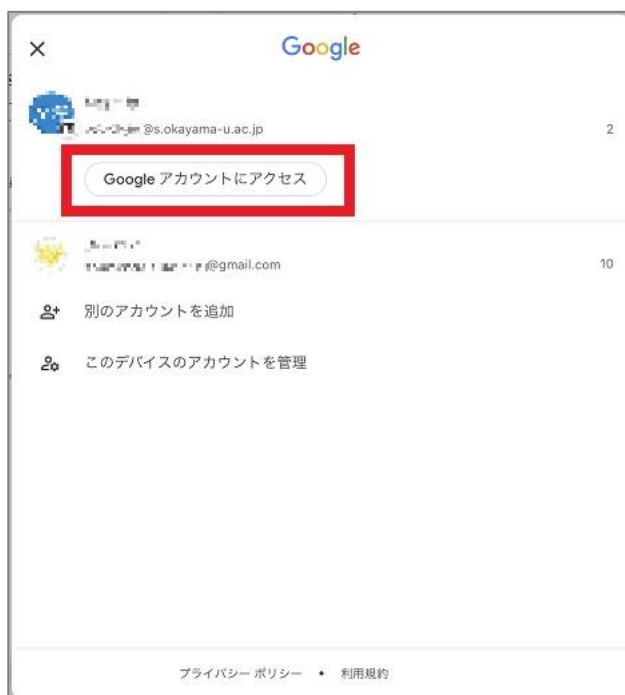 Google
@s.okayama-u.ac.jp
2
Google アカウントにアクセス
@gmail.com
10
別のアカウントを追加
このデバイスのアカウントを管理
プライバシー ポリシー • 利用規約